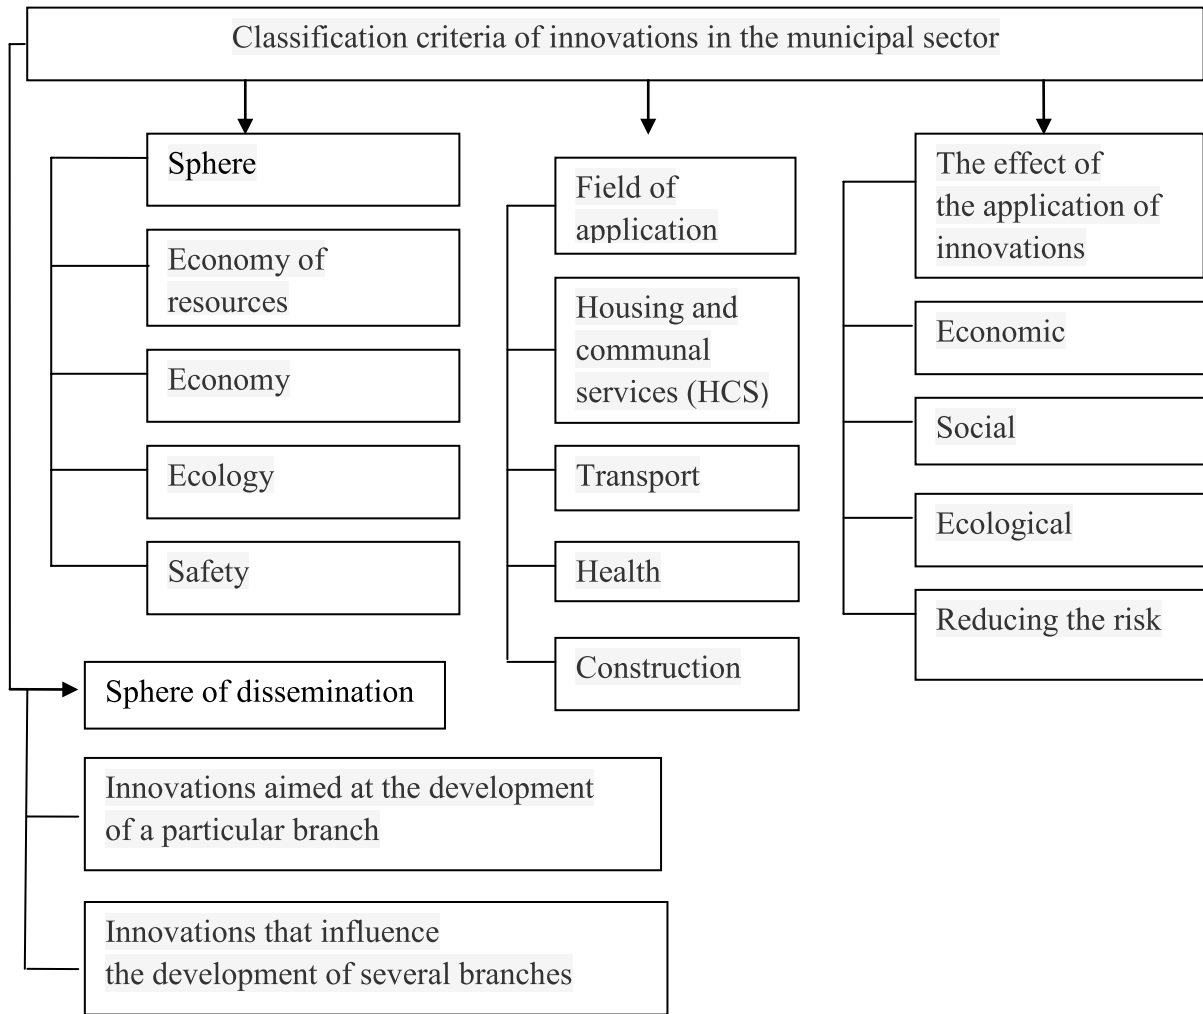 Classification criteria of innovations in the municipal sector
Sphere
Economy of
resources
Economy
Ecology
Safety
Field of
application
Housing and
communal
services (HCS)
Transport
Health
Construction
The effect of
the application of
innovations
Economic
Social
Ecological
Reducing the risk
Sphere of dissemination
Innovations aimed at the development
of a particular branch
Innovations that influence
the development of several branches